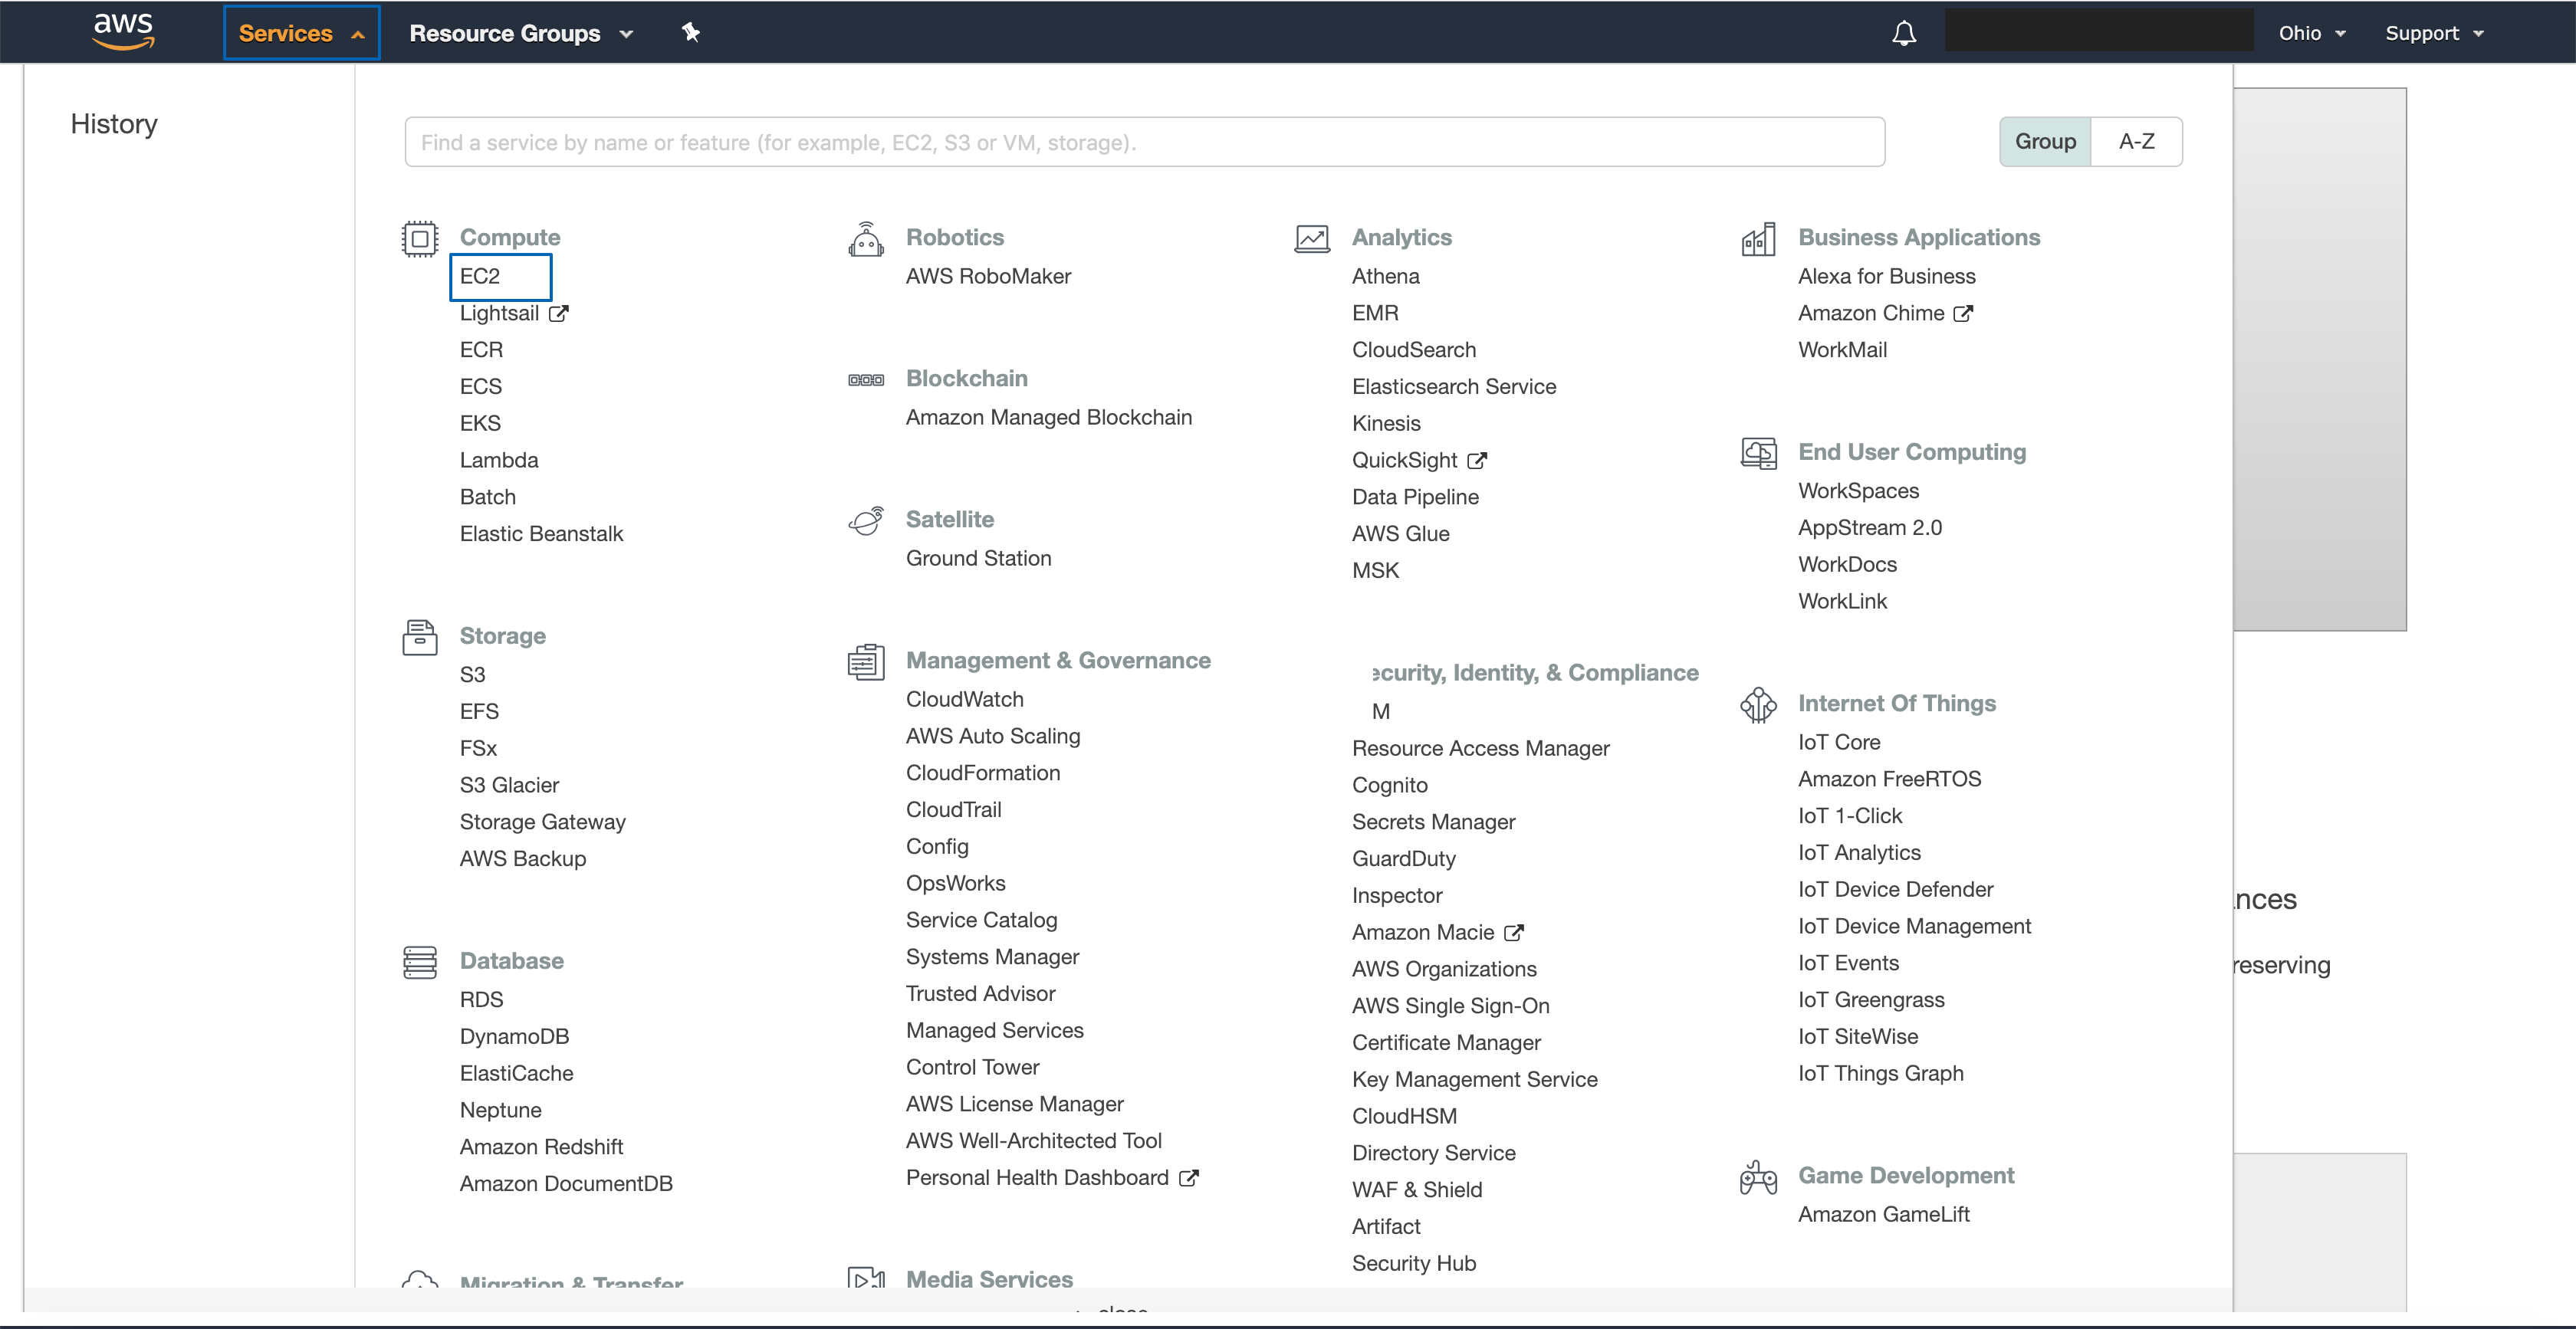 aws
Services
Resource Groups
Ohio
Support
History
Find a service by name or feature (for example, EC2, S3 or VM, storage).
Group
A-Z
Compute
EC2
Lightsail
ECR
ECS
EKS
Lambda
Batch
Elastic Beanstalk
Storage
S3
EFS
FSx
S3 Glacier
Storage Gateway
AWS Backup
Database
RDS
DynamoDB
ElastiCache
Neptune
Amazon Redshift
Amazon DocumentDB
Migration & Transfer
Robotics
AWS RoboMaker
Blockchain
Amazon Managed Blockchain
Satellite
Ground Station
Management & Governance
CloudWatch
AWS Auto Scaling
CloudFormation
CloudTrail
Config
OpsWorks
Service Catalog
Systems Manager
Trusted Advisor
Managed Services
Control Tower
AWS License Manager
AWS Well-Architected Tool
Personal Health Dashboard
Media Services
Analytics
Athena
EMR
CloudSearch
Elasticsearch Service
Kinesis
QuickSight
Data Pipeline
AWS Glue
MSK
ecurity, Identity, & Compliance
M
Resource Access Manager
Cognito
Secrets Manager
GuardDuty
Inspector
Amazon Macie
AWS Organizations
AWS Single Sign-On
Certificate Manager
Key Management Service
CloudHSM
Directory Service
WAF & Shield
Artifact
Security Hub
Business Applications
Alexa for Business
Amazon Chime
WorkMail
End User Computing
WorkSpaces
AppStream 2.0
WorkDocs
WorkLink
Internet Of Things
IoT Core
Amazon FreeRTOS
IoT 1-Click
IoT Analytics
IoT Device Defender
IoT Device Management
IoT Events
IoT Greengrass
IoT SiteWise
IoT Things Graph
Game Development
Amazon GameLift
nces
reserving
close